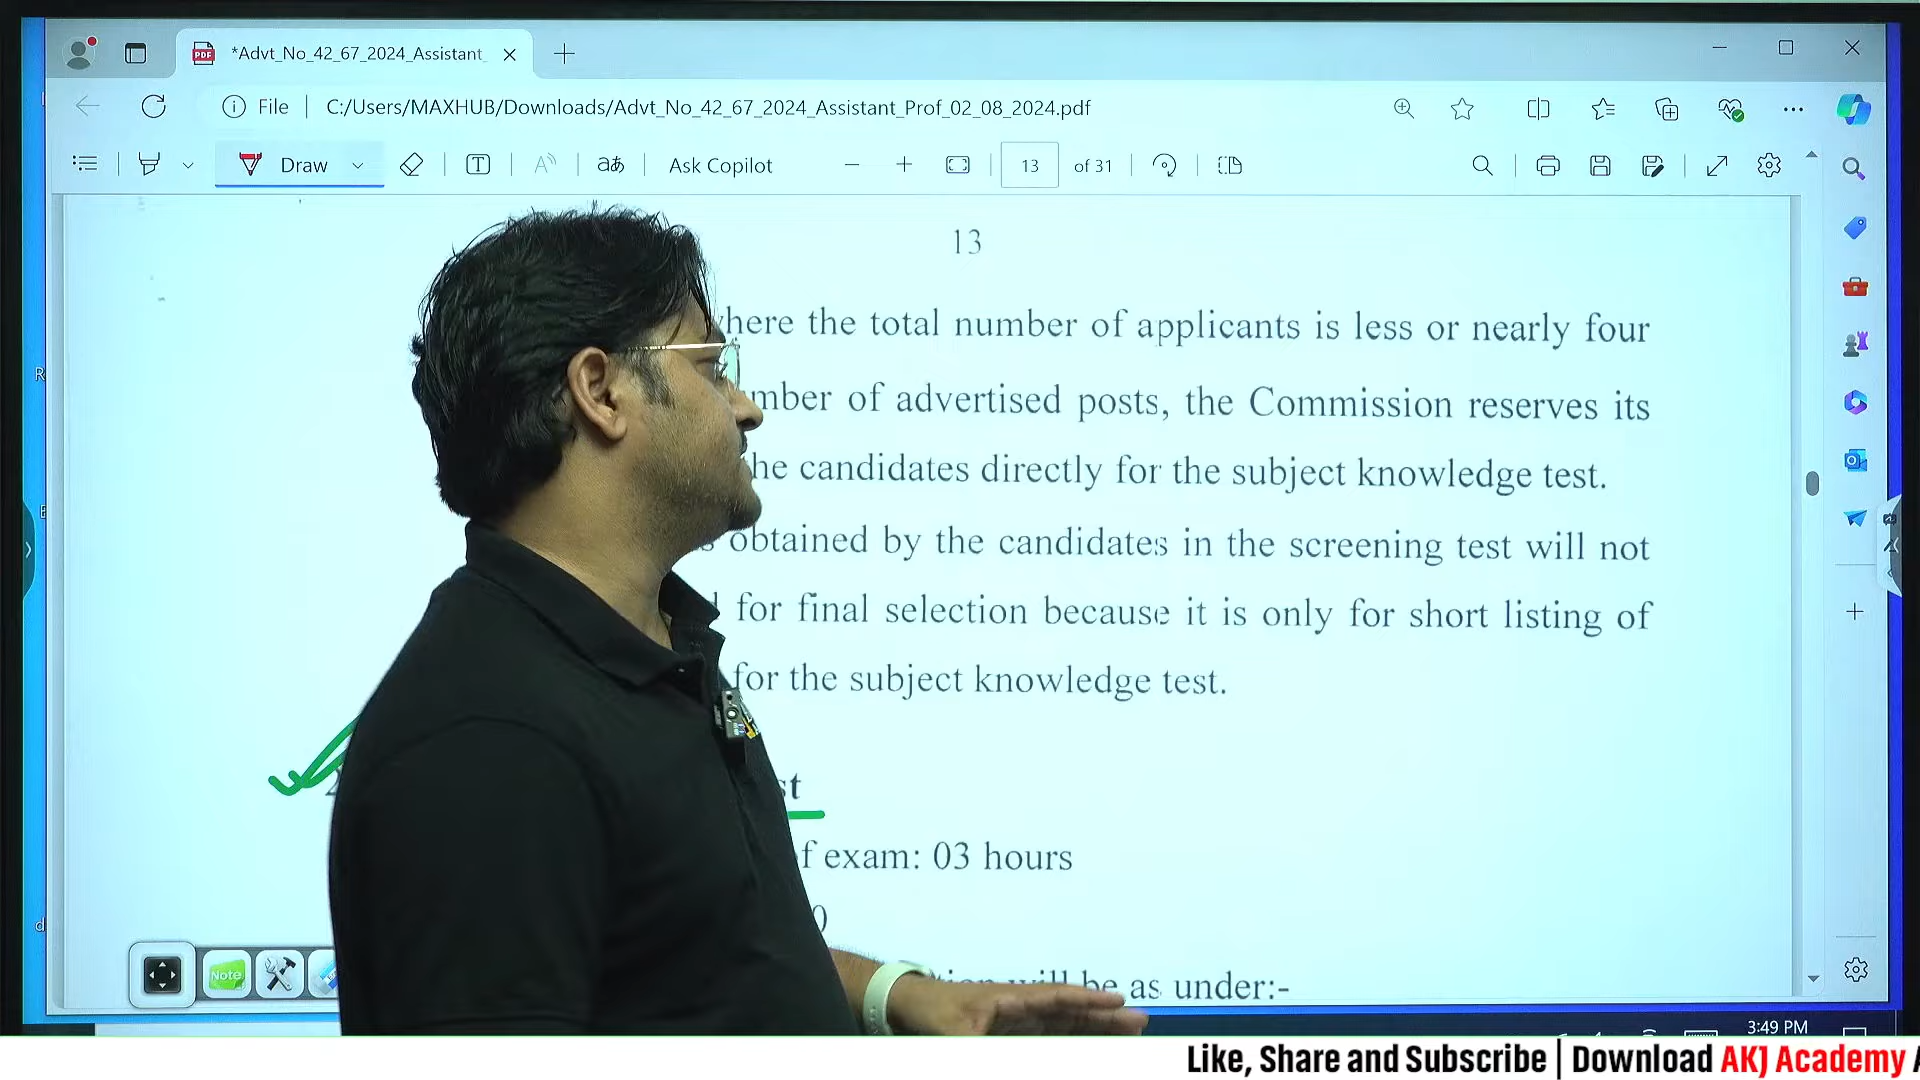 *Advt_No_42_67_2024_Assistant_
File | C:/Users/MAXHUB/Downloads/Advt_No_42_67_2024_Assistant_Prof_02_08_2024.pdf
Draw
aあ
Ask Copilot
13 of 31
13
the total number of applicants is less or nearly four
of advertised posts, the Commission reserves its
candidates directly for the subject knowledge test.
obtained by the candidates in the screening test will not
for final selection because it is only for short listing of
for the subject knowledge test.
exam: 03 hours
Note
be as under:-
3:49 PM
Like, Share and Subscribe | Download AKJ Academy